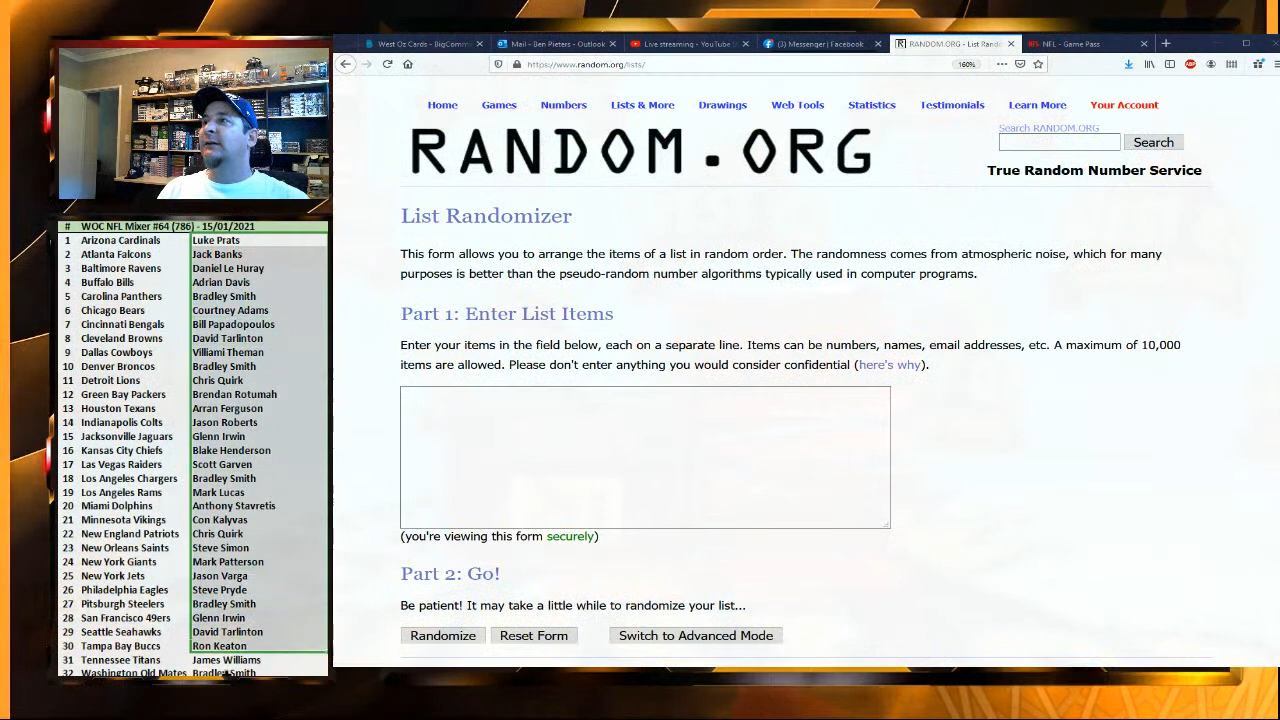 West Oz Cards - BigComm
Mail - Ben Pieters - Outlook
Live streaming - YouTube
(3) Messenger | Facebook
RANDOM.ORG - List Rand
NFL - Game Pass
https://www.random.org/lists/
160%
Home Games Numbers Lists & More Drawings Web Tools Statistics Testimonials Learn More Your Account
RANDOM.ORG
Search RANDOM.ORG
Search
True Random Number Service
List Randomizer
This form allows you to arrange the items of a list in random order. The randomness comes from atmospheric noise, which for many
purposes is better than the pseudo-random number algorithms typically used in computer programs.
Part 1: Enter List Items
Enter your items in the field below, each on a separate line. Items can be numbers, names, email addresses, etc. A maximum of 10,000
items are allowed. Please don't enter anything you would consider confidential (here's why).
(you're viewing this form securely)
Part 2: Go!
Be patient! It may take a little while to randomize your list...
Randomize Reset Form Switch to Advanced Mode
# WOC NFL Mixer #64 (786) - 15/01/2021
1 Arizona Cardinals Luke Prats
2 Atlanta Falcons Jack Banks
3 Baltimore Ravens Daniel Le Huray
4 Buffalo Bills Adrian Davis
5 Carolina Panthers Bradley Smith
6 Chicago Bears Courtney Adams
7 Cincinnati Bengals Bill Papadopoulos
8 Cleveland Browns David Tarlinton
9 Dallas Cowboys Villiami Theman
10 Denver Broncos Bradley Smith
11 Detroit Lions Chris Quirk
12 Green Bay Packers Brendan Rotumah
13 Houston Texans Arran Ferguson
14 Indianapolis Colts Jason Roberts
15 Jacksonville Jaguars Glenn Irwin
16 Kansas City Chiefs Blake Henderson
17 Las Vegas Raiders Scott Garven
18 Los Angeles Chargers Bradley Smith
19 Los Angeles Rams Mark Lucas
20 Miami Dolphins Anthony Stavretis
21 Minnesota Vikings Con Kalyvas
22 New England Patriots Chris Quirk
23 New Orleans Saints Steve Simon
24 New York Giants Mark Patterson
25 New York Jets Jason Varga
26 Philadelphia Eagles Steve Pryde
27 Pitsburgh Steelers Bradley Smith
28 San Francisco 49ers Glenn Irwin
29 Seattle Seahawks David Tarlinton
30 Tampa Bay Buccs Ron Keaton
31 Tennessee Titans James Williams
32 Washington Old Mates Bradley Smith